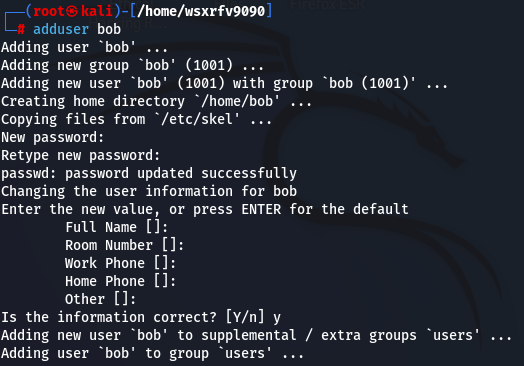 ┌──(root㉿kali)-[/home/wsxrfv9090]
└─# adduser bob
Adding user `bob' ...
Adding new group `bob' (1001) ...
Adding new user `bob' (1001) with group `bob (1001)' ...
Creating home directory `/home/bob' ...
Copying files from `/etc/skel' ...
New password:
Retype new password:
passwd: password updated successfully
Changing the user information for bob
Enter the new value, or press ENTER for the default
        Full Name []:
        Room Number []:
        Work Phone []:
        Home Phone []:
        Other []:
Is the information correct? [Y/n] y
Adding new user `bob' to supplemental / extra groups `users' ...
Adding user `bob' to group `users' ...